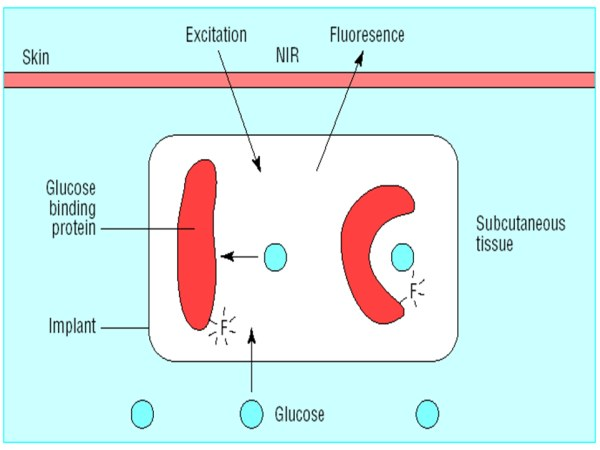 Excitation
Fluoresence
NIR
Skin
Glucose
binding
protein
Subcutaneous
tissue
F
F
Implant
Glucose